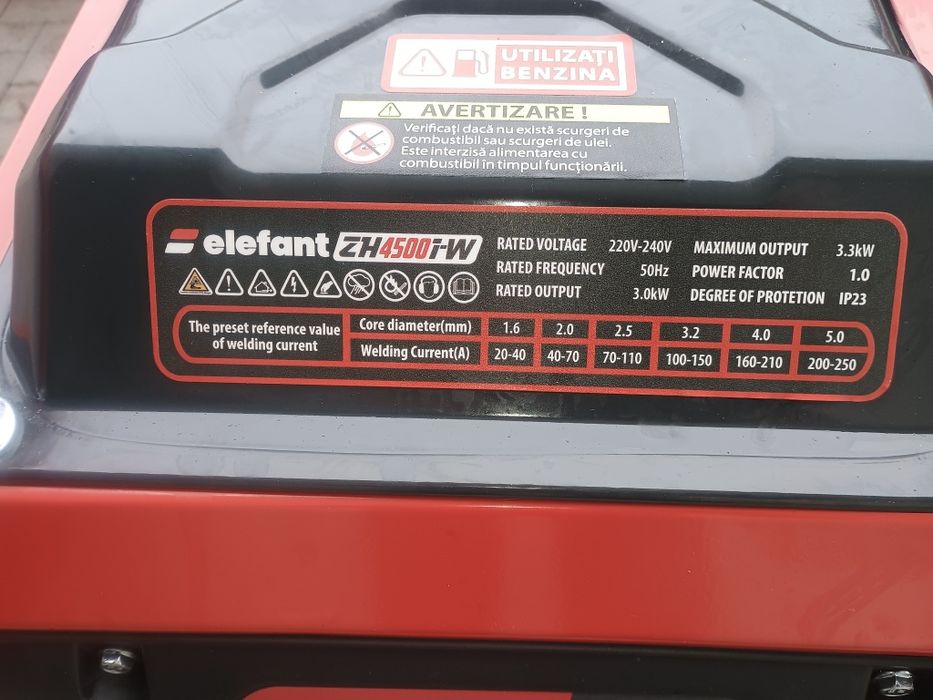 UTILIZAȚI
BENZINA
AVERTIZARE !
Verificați dacă nu există scurgeri de
combustibil sau scurgeri de ulei.
Este interzisă alimentarea cu
combustibil în timpul funcționării.
elefant ZH4500i-W
RATED VOLTAGE 220V-240V
RATED FREQUENCY 50Hz
RATED OUTPUT 3.0kW
MAXIMUM OUTPUT 3.3kW
POWER FACTOR 1.0
DEGREE OF PROTETION IP23
The preset reference value
of welding current
Core diameter(mm) 1.6 2.0 2.5 3.2 4.0 5.0
Welding Current(A) 20-40 40-70 70-110 100-150 160-210 200-250